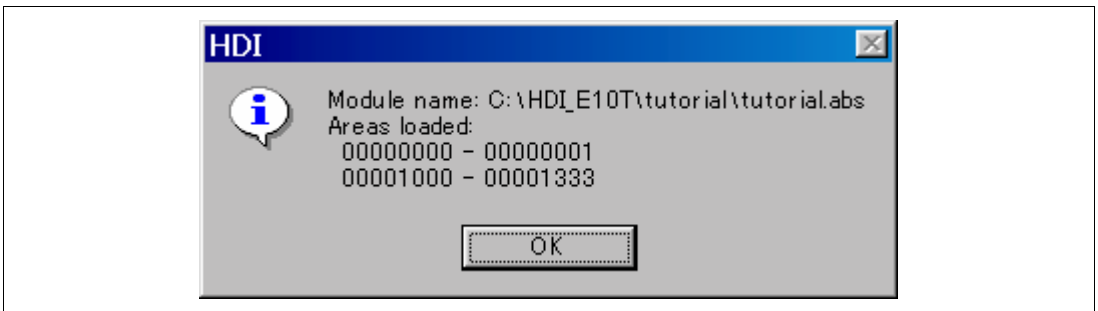 HDI
Module name: C:\HDI_E10T\tutorial\tutorial.abs
Areas loaded:
00000000 - 00000001
00001000 - 00001333
OK